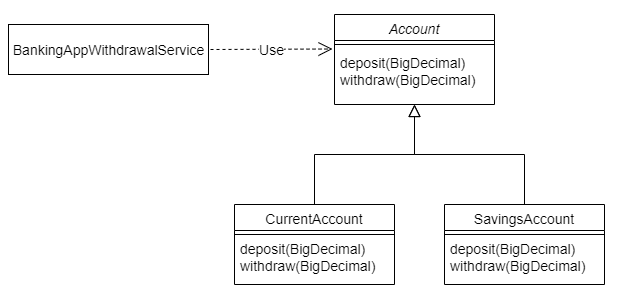 Account
BankingAppWithdrawalService
Use
deposit(BigDecimal)
withdraw(BigDecimal)
CurrentAccount
deposit(BigDecimal)
withdraw(BigDecimal)
SavingsAccount
deposit(BigDecimal)
withdraw(BigDecimal)